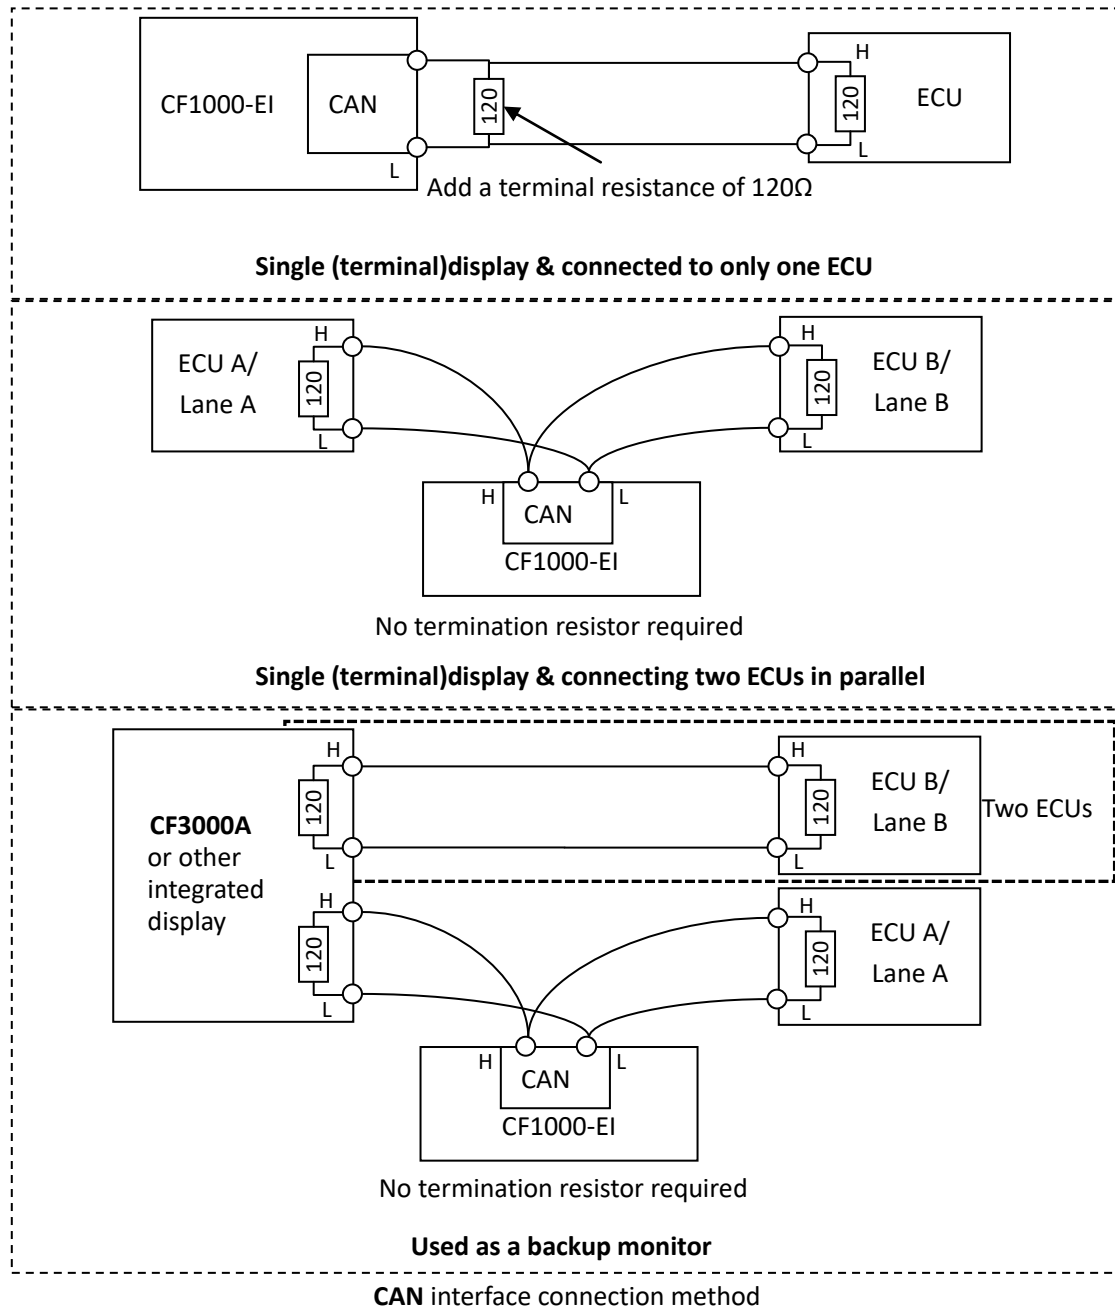 H
CF1000-EI
CAN
120
120
ECU
L
L
Add a terminal resistance of 120Ω
Single (terminal)display & connected to only one ECU
H
H
ECU A/
Lane A
120
120
ECU B/
Lane B
L
L
H
L
CAN
CF1000-EI
No termination resistor required
Single (terminal)display & connecting two ECUs in parallel
H
H
CF3000A
or other
integrated
display
120
120
ECU B/
Lane B
Two ECUs
L
L
H
H
120
120
ECU A/
Lane A
L
L
H
L
CAN
CF1000-EI
No termination resistor required
Used as a backup monitor
CAN interface connection method